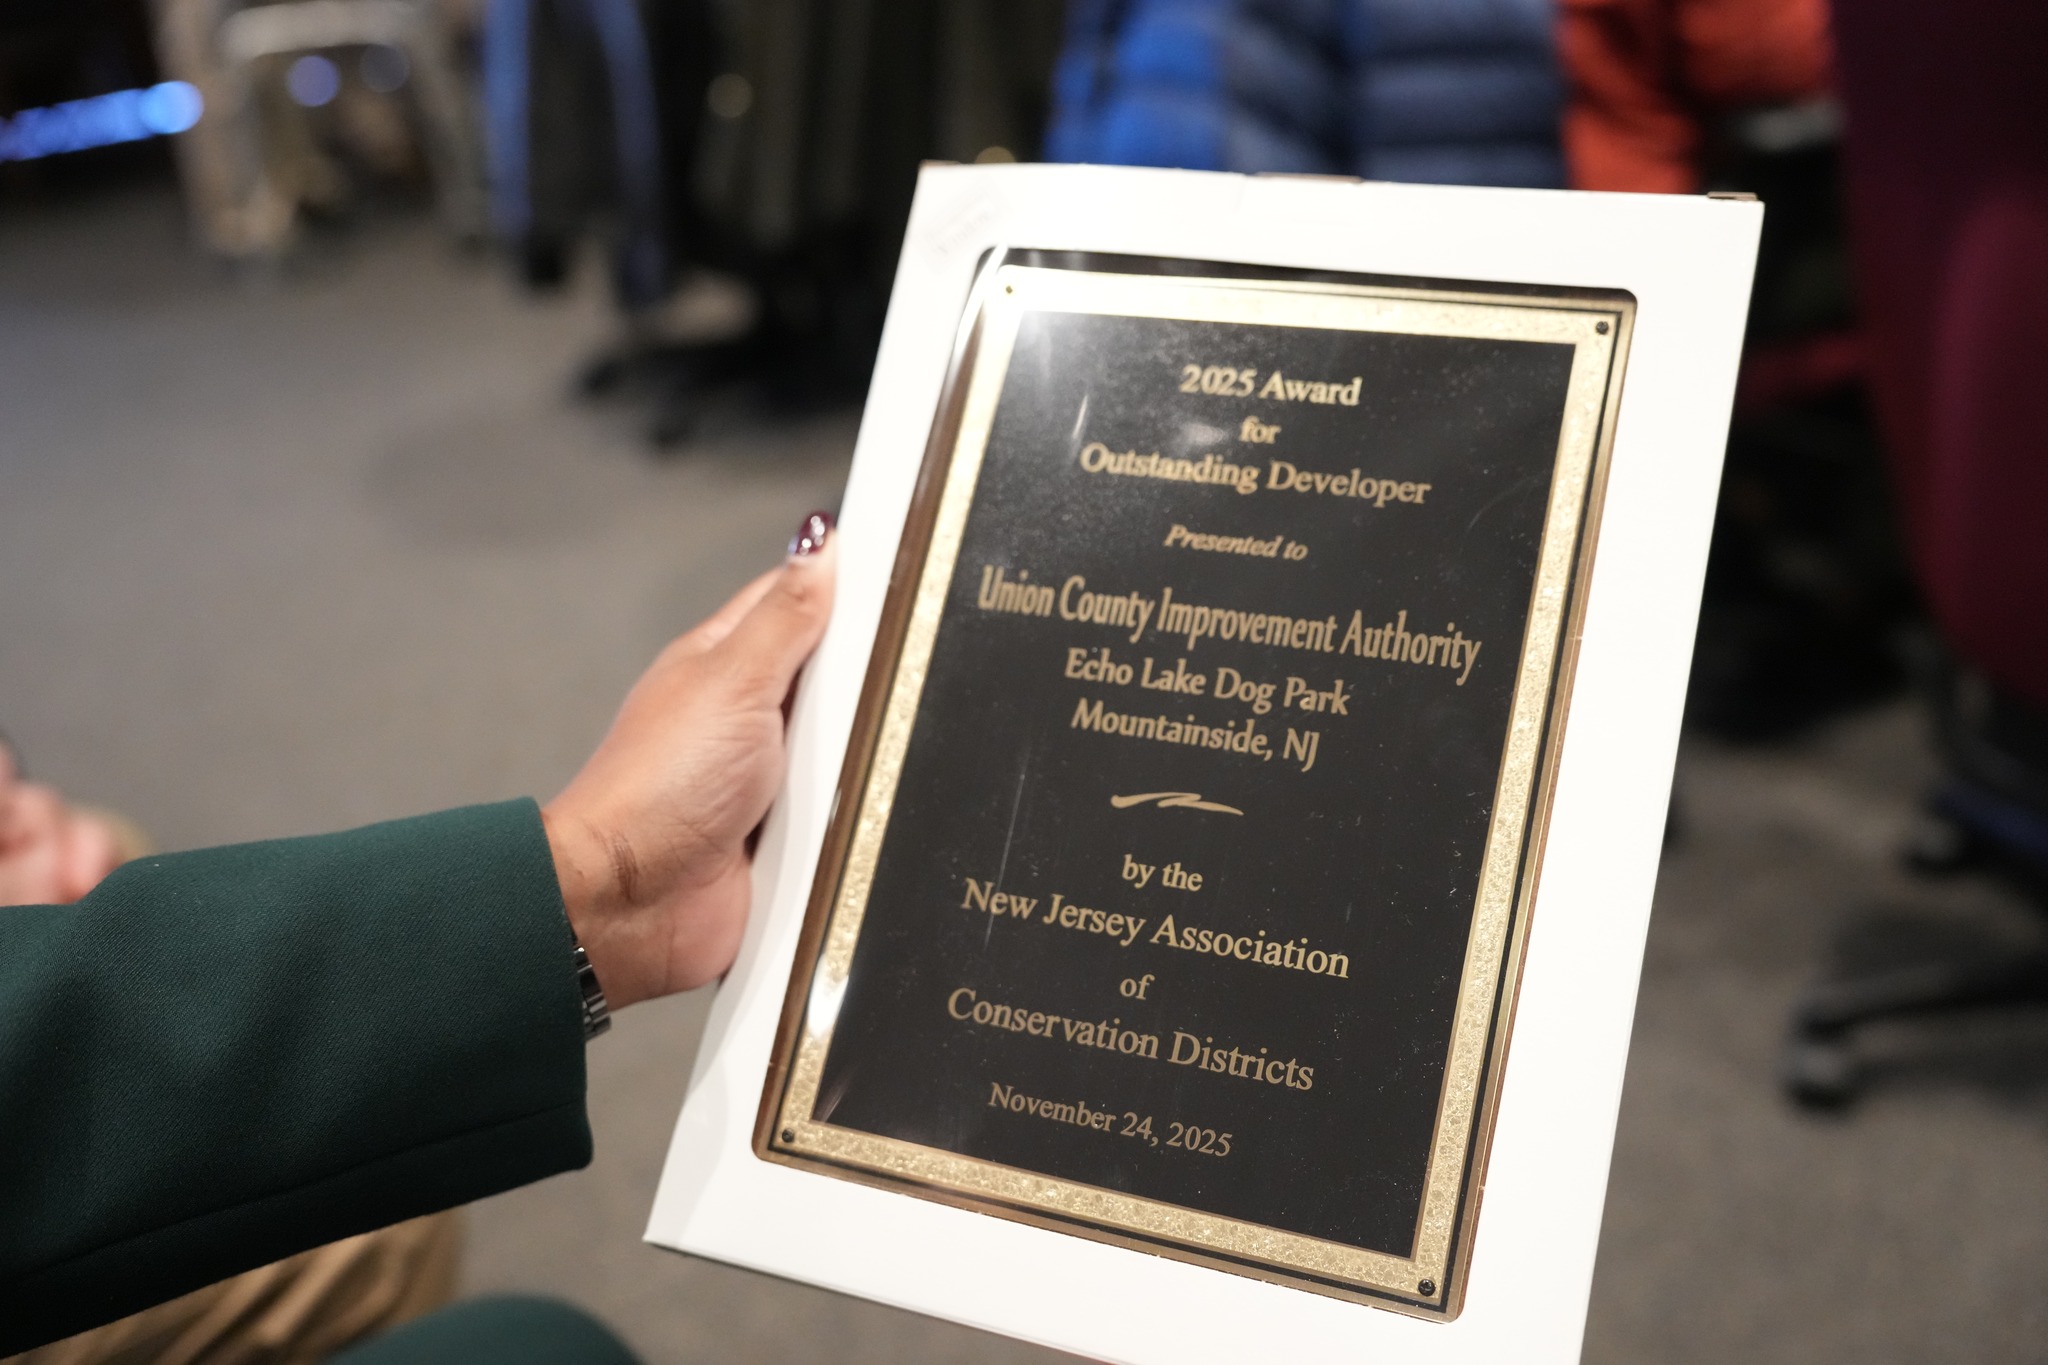 2025 Award
for
Outstanding Developer
Presented to
Union County Improvement Authority
Echo Lake Dog Park
Mountainside, NJ
by the
New Jersey Association
of
Conservation Districts
November 24, 2025